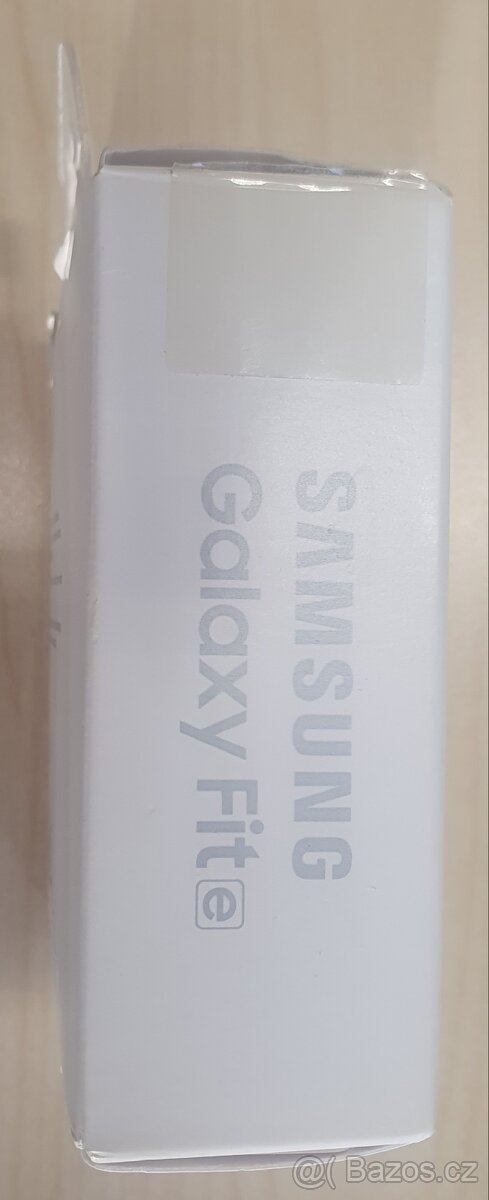 SAMSUNG
Galaxy Fit e
@( Bazos.cz